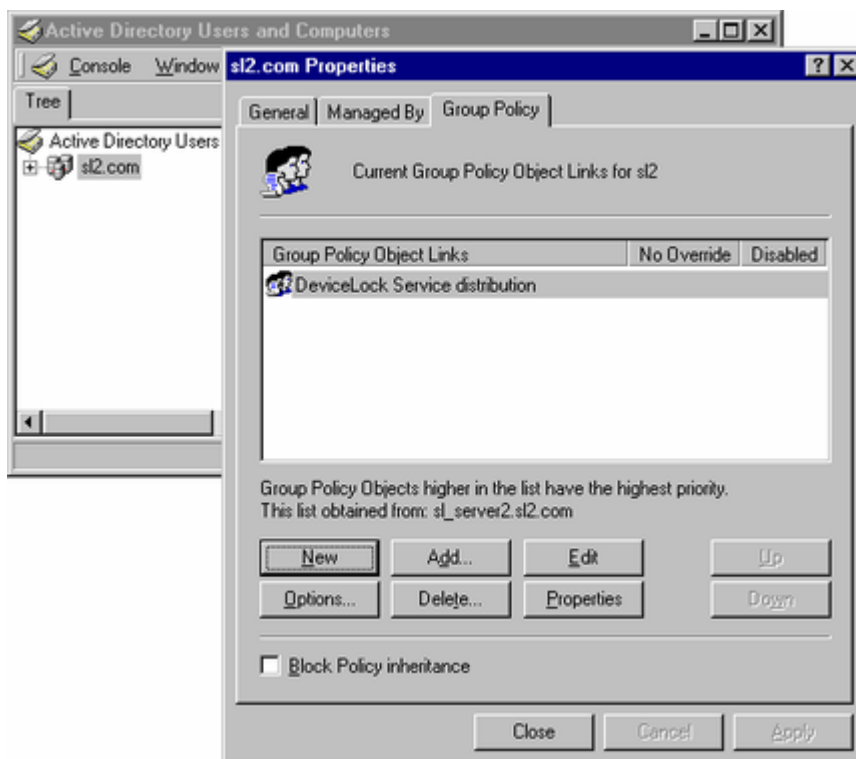 Active Directory Users and Computers
Console Window
Tree
Active Directory Users
sl2.com
sl2.com Properties
General Managed By Group Policy
Current Group Policy Object Links for sl2
Group Policy Object Links No Override Disabled
DeviceLock Service distribution
Group Policy Objects higher in the list have the highest priority.
This list obtained from: sl_server2.sl2.com
New Add... Edit Up
Options... Delete... Properties Down
Block Policy inheritance
Close Cancel Apply